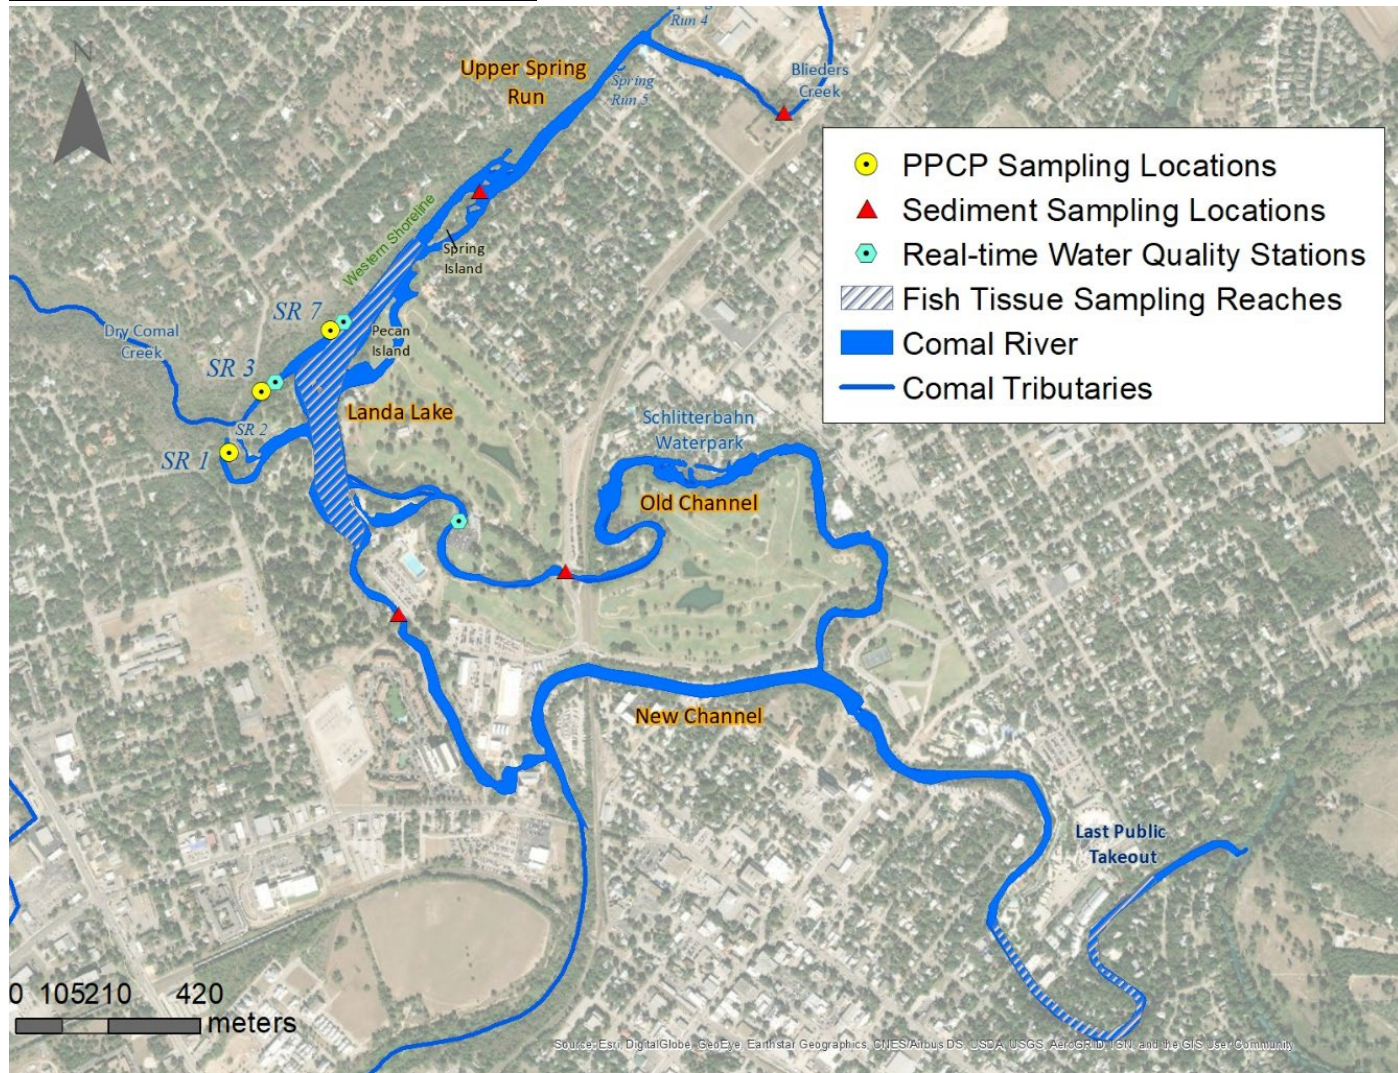 N
Run 4
Upper Spring
Run
Spring
Run 5
Blieders
Creek
PPCP Sampling Locations
Sediment Sampling Locations
Real-time Water Quality Stations
Fish Tissue Sampling Reaches
Comal River
Comal Tributaries
Western Shoreline
Spring
Island
SR 7
Pecan
Island
Dry Comal
Creek
SR 3
Landa Lake
SR 2
SR 1
Schlitterbahn
Waterpark
Old Channel
New Channel
Last Public
Takeout
0 105210 420
meters
Source: Esri, DigitalGlobe, GeoEye, Earthstar Geographics, CNES/Airbus DS, USDA, USGS, AeroGRID, IGN, and the GIS User Community